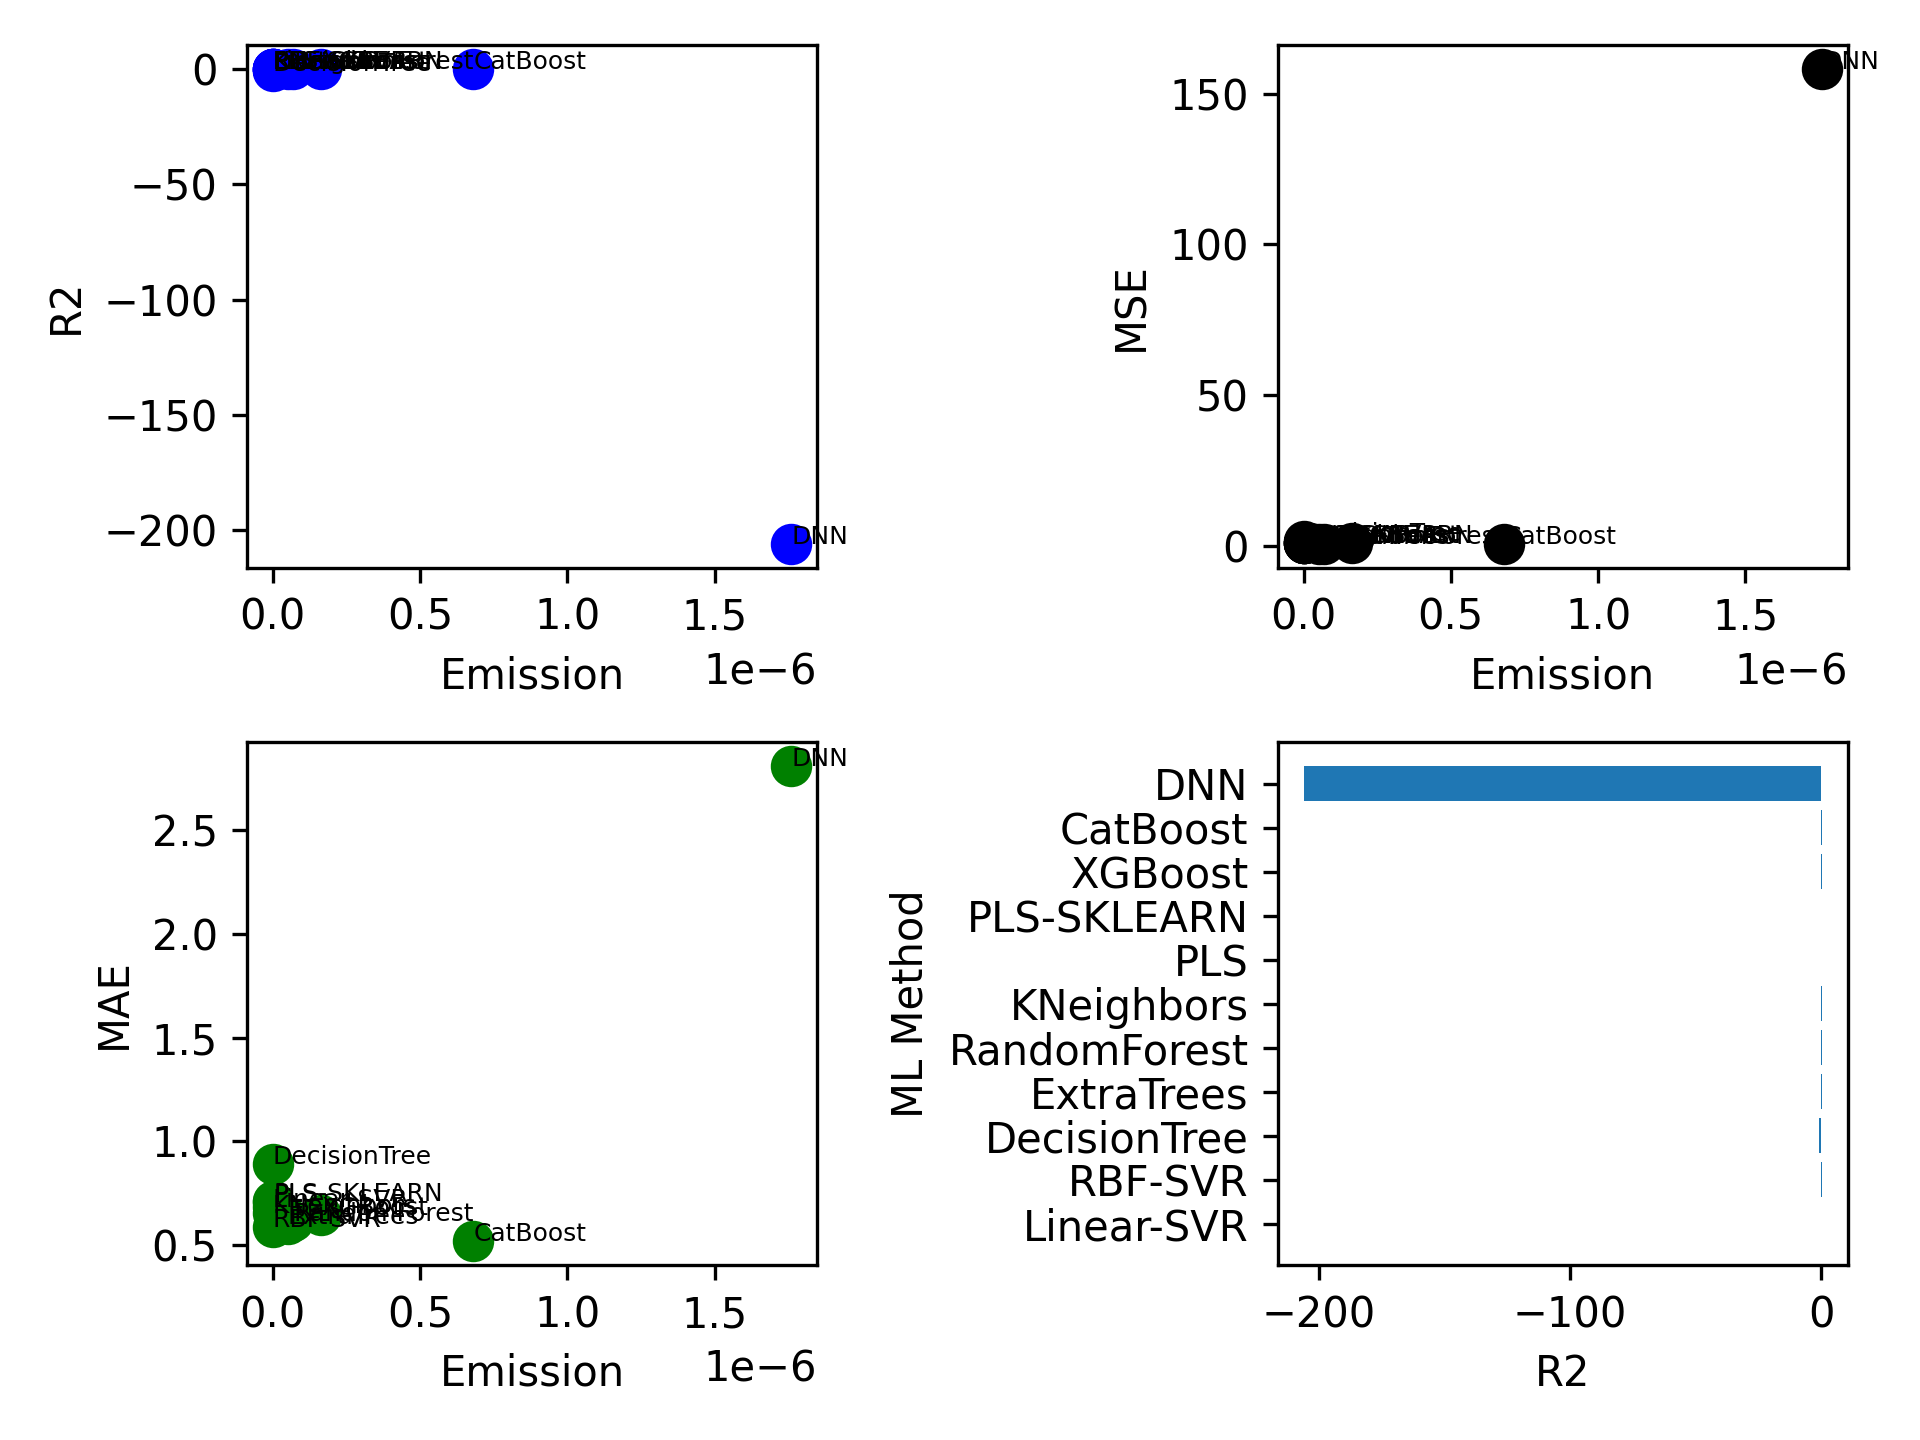 0
−50
−100
−150
−200
R2
CatBoost
DNN
0.0
0.5
1.0
1.5
Emission
1e−6
150
100
50
0
MSE
DNN
CatBoost
0.0
0.5
1.0
1.5
Emission
1e−6
2.5
2.0
1.5
1.0
0.5
MAE
DNN
DecisionTree
PLS-SKLEARN
RBF-SVR
CatBoost
0.0
0.5
1.0
1.5
Emission
1e−6
ML Method
DNN
CatBoost
XGBoost
PLS-SKLEARN
PLS
KNeighbors
RandomForest
ExtraTrees
DecisionTree
RBF-SVR
Linear-SVR
−200
−100
0
R2